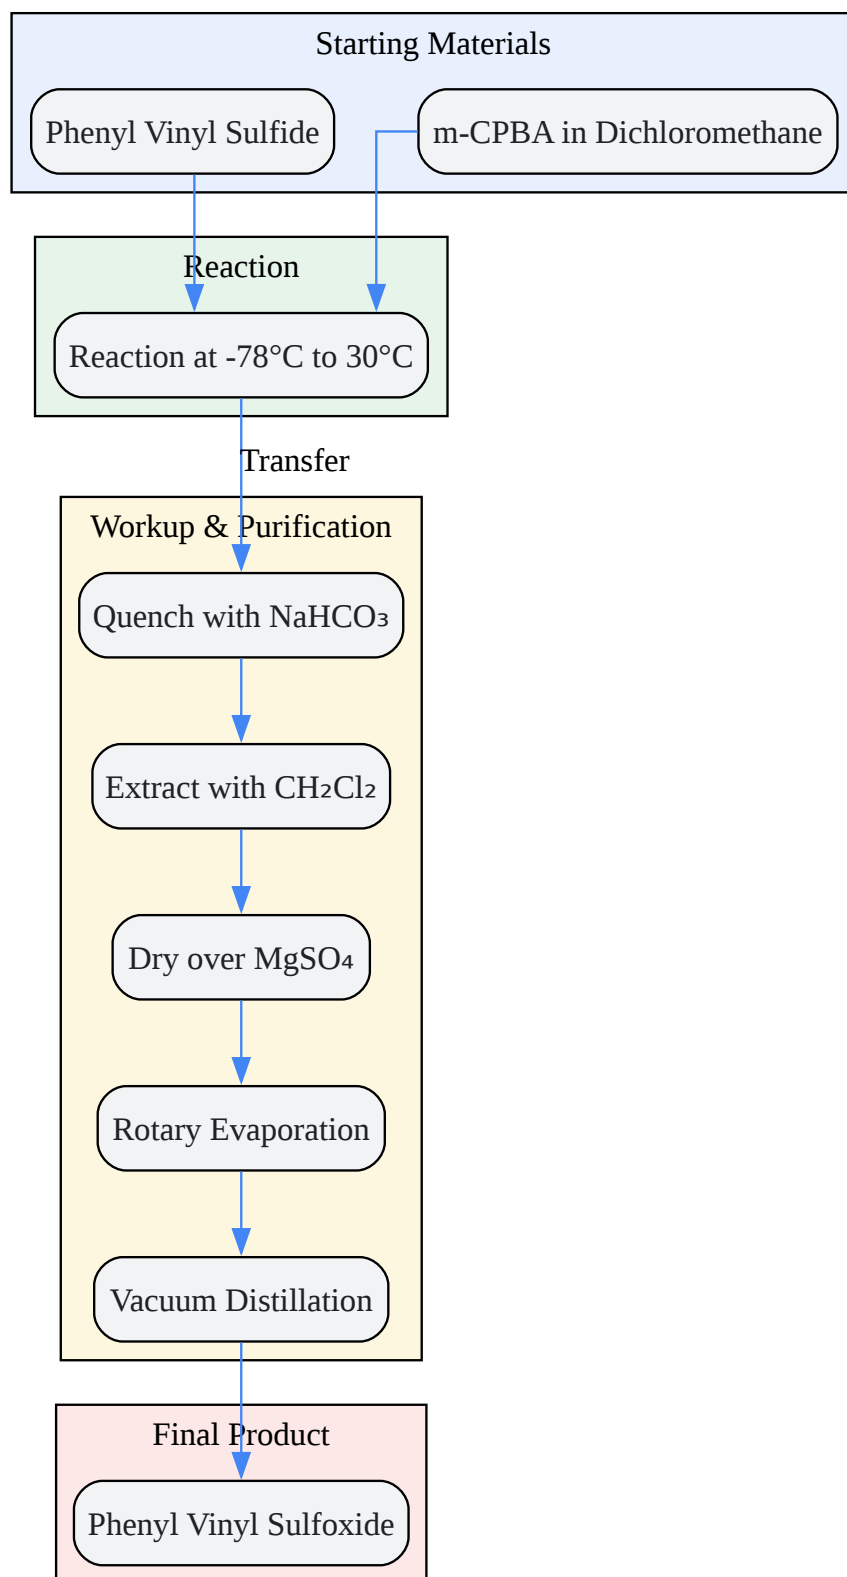 Starting Materials
Phenyl Vinyl Sulfide
m-CPBA in Dichloromethane
Reaction
Reaction at -78°C to 30°C
Transfer
Workup & Purification
Quench with NaHCO₃
Extract with CH₂Cl₂
Dry over MgSO₄
Rotary Evaporation
Vacuum Distillation
Final Product
Phenyl Vinyl Sulfoxide